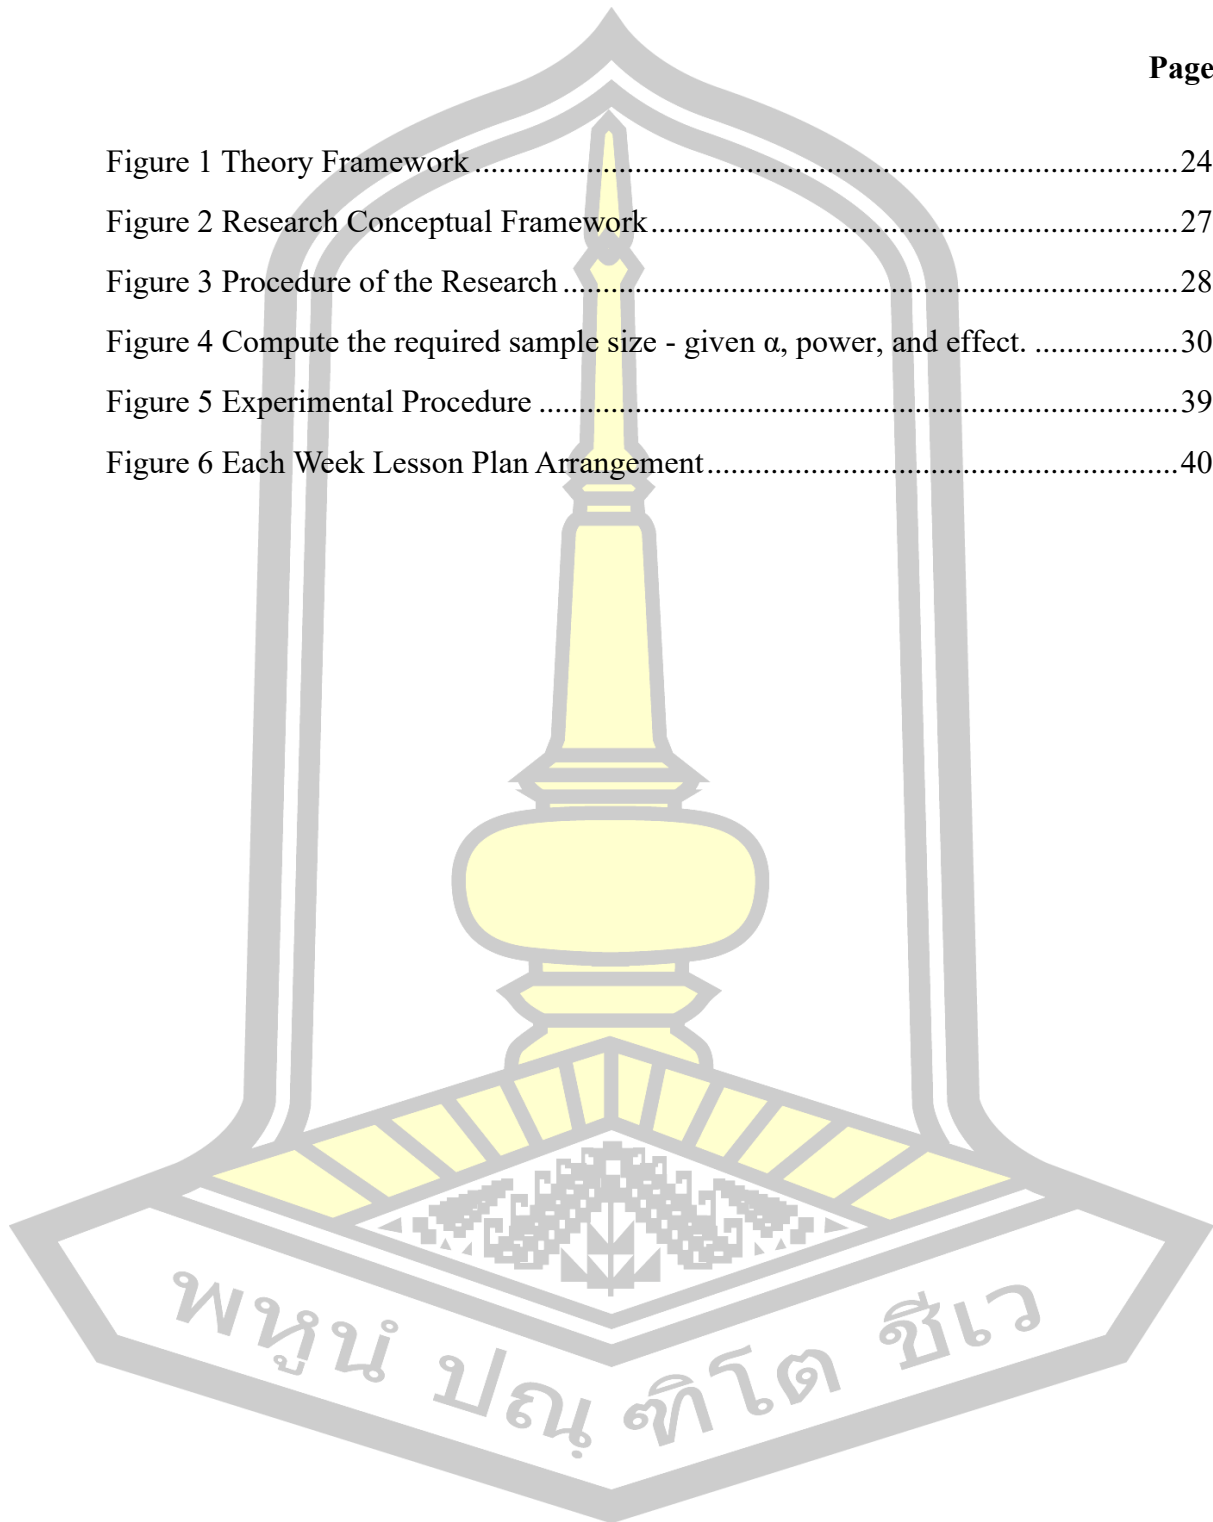 Page
Figure 1 Theory Framework........................................................................................24
Figure 2 Research Conceptual Framework..................................................................27
Figure 3 Procedure of the Research.............................................................................28
Figure 4 Compute the required sample size - given α, power, and effect. ..................30
Figure 5 Experimental Procedure ................................................................................39
Figure 6 Each Week Lesson Plan Arrangement...........................................................40
พหูนํ ปณฺ ฑิโต ชีเว